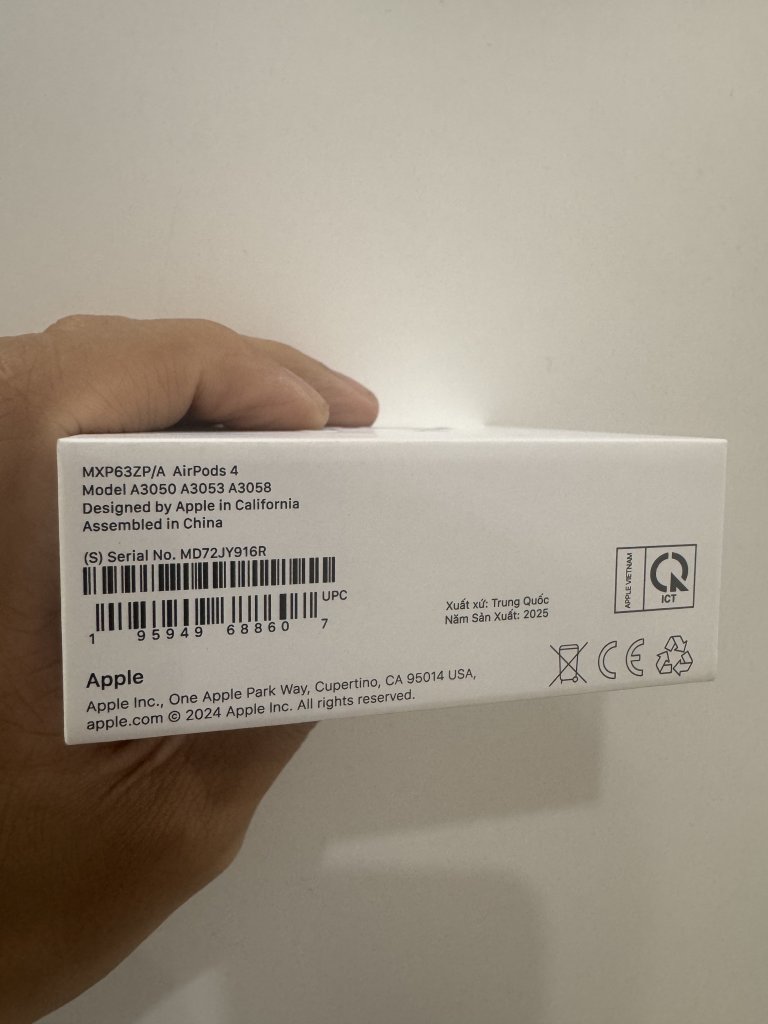 MXP63ZP/A AirPods 4
Model A3050 A3053 A3058
Designed by Apple in California
Assembled in China
(S) Serial No. MD72JY916R
UPC
1 95949 68860 7
Xuất xứ: Trung Quốc
Năm Sản Xuất: 2025
APPLE VIETNAM
ICT
CE
Apple
Apple Inc., One Apple Park Way, Cupertino, CA 95014 USA,
apple.com © 2024 Apple Inc. All rights reserved.